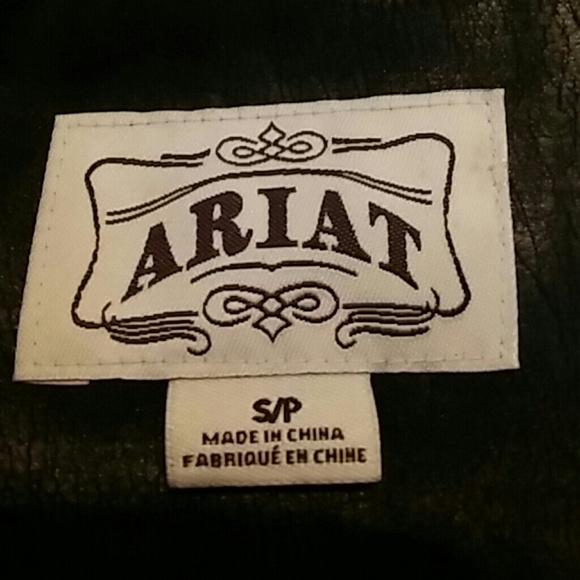 ARIAT
S/P
MADE IN CHINA
FABRIQUÉ EN CHINE